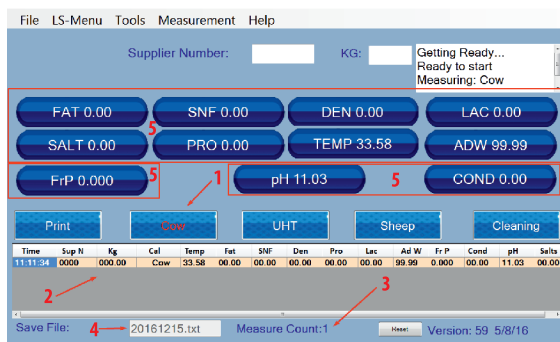 File LS-Menu Tools Measurement Help
Supplier Number: KG:
Getting Ready...
Ready to start
Measuring: Cow
FAT 0.00 SNF 0.00 DEN 0.00 LAC 0.00
5
SALT 0.00 PRO 0.00 TEMP 33.58 ADW 99.99
FrP 0.000 5 pH 11.03 5 COND 0.00
1
Print Cow UHT Sheep Cleaning
Time Sup N Kg Cal Temp Fat SNF Den Pro Lac Ad W Fr P Cond pH Salts
11:11:34 0000 000.00 Cow 33.58 00.00 00.00 00.00 00.00 00.00 99.99 0.000 00.00 11.03 00.00
2 3
Save File: 4 20161215.txt Measure Count:1 Reset Version: 59 5/8/16